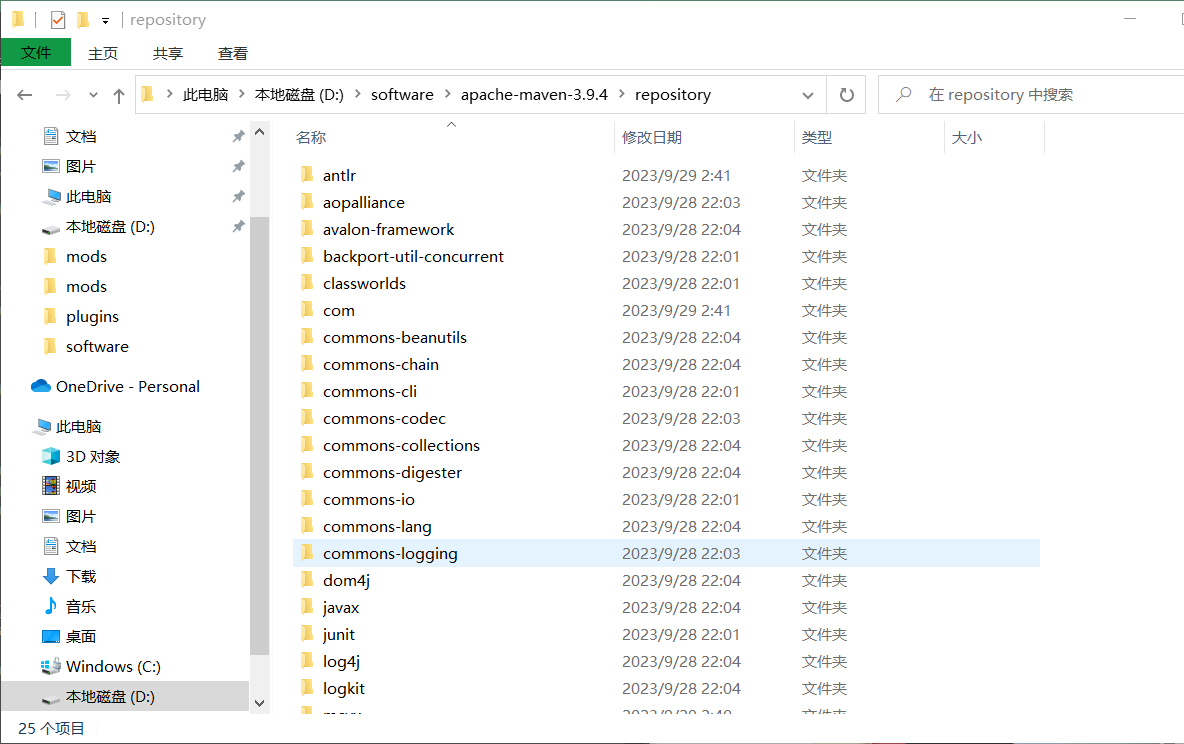 repository
文件 主页 共享 查看
此电脑 本地磁盘 (D:) software apache-maven-3.9.4 repository
在 repository 中搜索
文档
图片
此电脑
本地磁盘 (D:)
mods
mods
plugins
software
OneDrive - Personal
此电脑
3D 对象
视频
图片
文档
下载
音乐
桌面
Windows (C:)
本地磁盘 (D:)
名称 修改日期 类型 大小
antlr 2023/9/29 2:41 文件夹
aopalliance 2023/9/28 22:03 文件夹
avalon-framework 2023/9/28 22:04 文件夹
backport-util-concurrent 2023/9/28 22:01 文件夹
classworlds 2023/9/28 22:01 文件夹
com 2023/9/29 2:41 文件夹
commons-beanutils 2023/9/28 22:04 文件夹
commons-chain 2023/9/28 22:04 文件夹
commons-cli 2023/9/28 22:01 文件夹
commons-codec 2023/9/28 22:03 文件夹
commons-collections 2023/9/28 22:04 文件夹
commons-digester 2023/9/28 22:04 文件夹
commons-io 2023/9/28 22:01 文件夹
commons-lang 2023/9/28 22:04 文件夹
commons-logging 2023/9/28 22:03 文件夹
dom4j 2023/9/28 22:04 文件夹
javax 2023/9/28 22:04 文件夹
junit 2023/9/28 22:01 文件夹
log4j 2023/9/28 22:04 文件夹
logkit 2023/9/28 22:04 文件夹
25 个项目